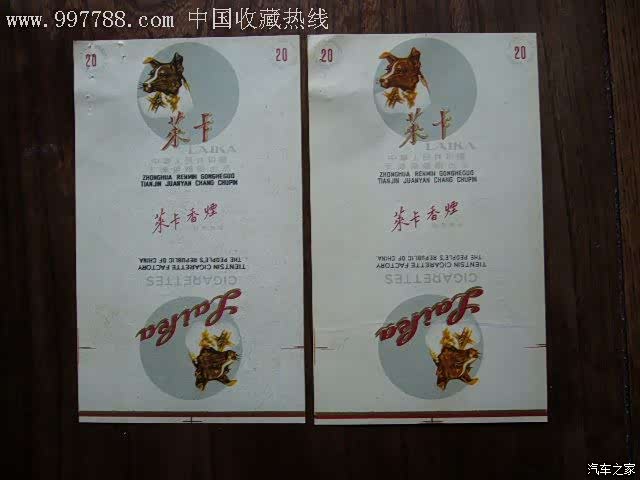 www.997788.com 中国收藏热线
20 20
莱卡
LAIKA
ZHONGHUA RENMIN GONGHEGUO
TIANJIN JUANYAN CHANG CHUPIN
莱卡香烟
TIENTSIN CIGARETTE FACTORY
THE PEOPLE'S REPUBLIC OF CHINA
CIGARETTES
Laika
20 20
莱卡
LAIKA
ZHONGHUA RENMIN GONGHEGUO
TIANJIN JUANYAN CHANG CHUPIN
莱卡香烟
TIENTSIN CIGARETTE FACTORY
THE PEOPLE'S REPUBLIC OF CHINA
CIGARETTES
Laika
汽车之家